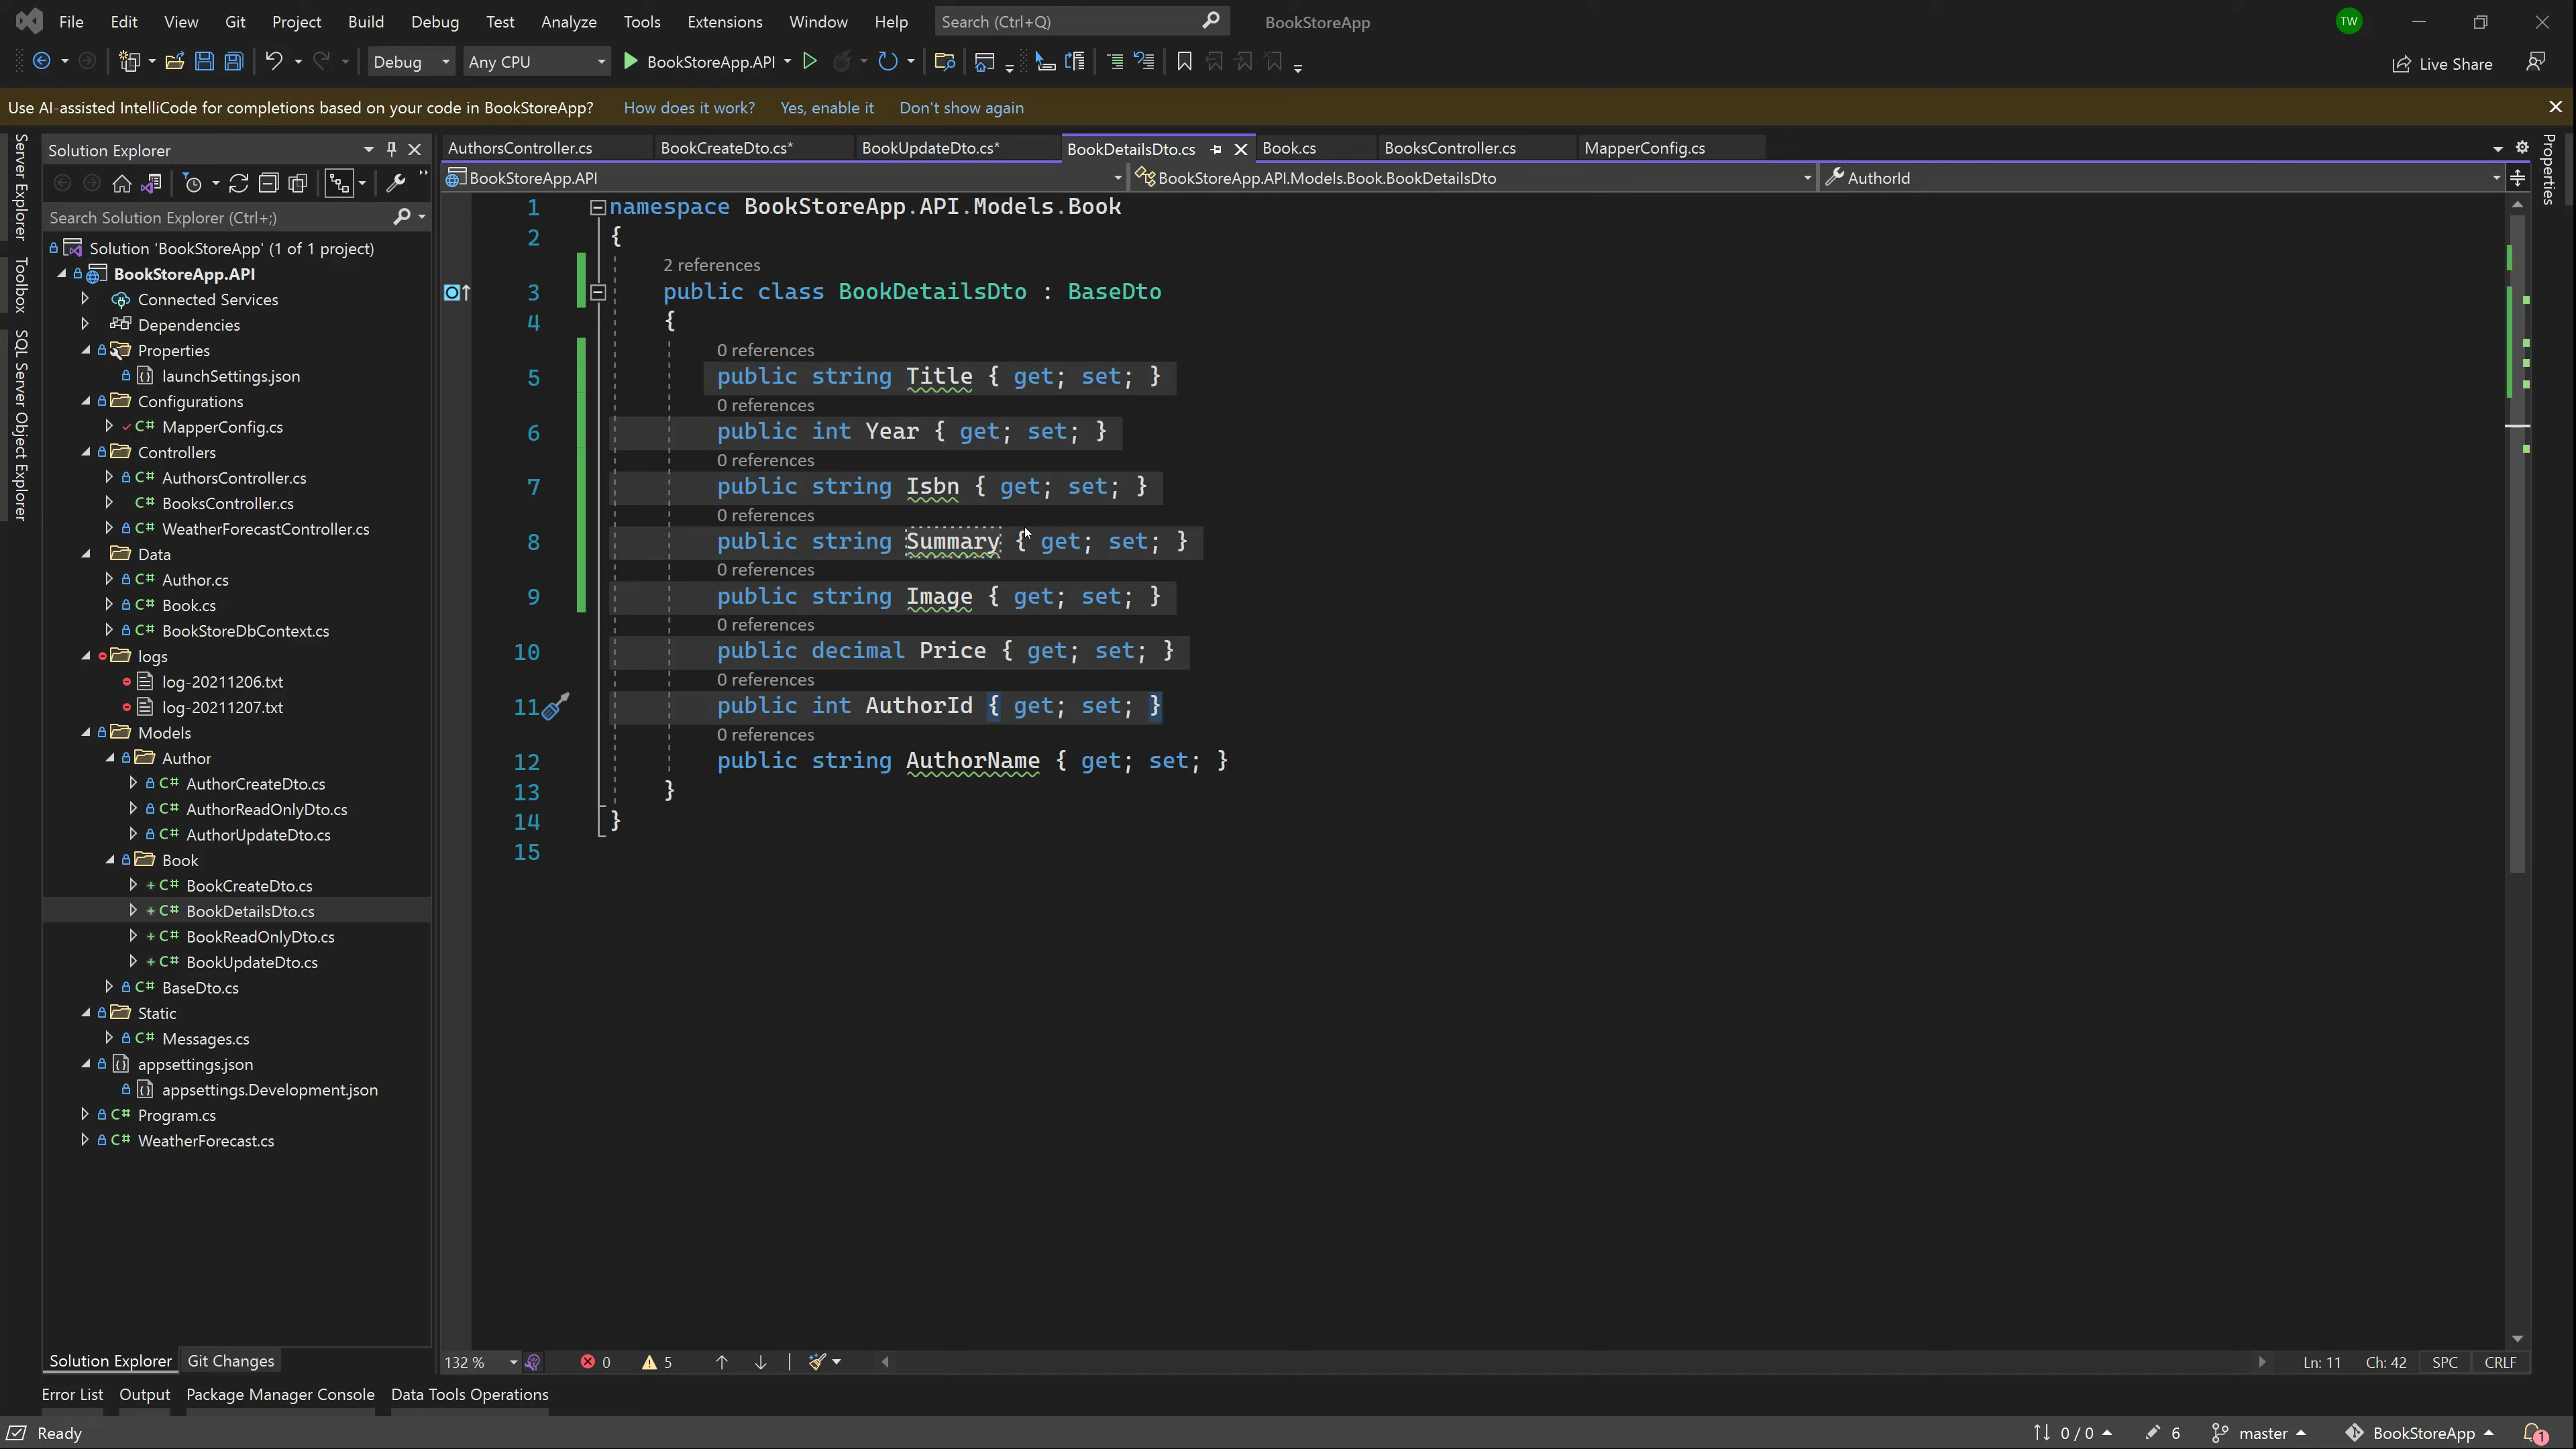 File Edit View Git Project Build Debug Test Analyze Tools Extensions Window Help Search (Ctrl+Q) BookStoreApp TW
Debug Any CPU BookStoreApp.API Live Share
Use AI-assisted IntelliCode for completions based on your code in BookStoreApp? How does it work? Yes, enable it Don't show again
Server Explorer
Toolbox
SQL Server Object Explorer
Solution Explorer
Search Solution Explorer (Ctrl+;)
Solution 'BookStoreApp' (1 of 1 project)
BookStoreApp.API
Connected Services
Dependencies
Properties
launchSettings.json
Configurations
C# MapperConfig.cs
Controllers
C# AuthorsController.cs
C# BooksController.cs
C# WeatherForecastController.cs
Data
C# Author.cs
C# Book.cs
C# BookStoreDbContext.cs
logs
log-20211206.txt
log-20211207.txt
Models
Author
C# AuthorCreateDto.cs
C# AuthorReadOnlyDto.cs
C# AuthorUpdateDto.cs
Book
C# BookCreateDto.cs
C# BookDetailsDto.cs
C# BookReadOnlyDto.cs
C# BookUpdateDto.cs
C# BaseDto.cs
Static
C# Messages.cs
appsettings.json
appsettings.Development.json
C# Program.cs
C# WeatherForecast.cs
Solution Explorer Git Changes
AuthorsController.cs BookCreateDto.cs* BookUpdateDto.cs* BookDetailsDto.cs Book.cs BooksController.cs MapperConfig.cs
BookStoreApp.API BookStoreApp.API.Models.Book.BookDetailsDto AuthorId
Properties
1 namespace BookStoreApp.API.Models.Book
2 {
2 references
3 public class BookDetailsDto : BaseDto
4 {
0 references
5 public string Title { get; set; }
0 references
6 public int Year { get; set; }
0 references
7 public string Isbn { get; set; }
0 references
8 public string Summary { get; set; }
0 references
9 public string Image { get; set; }
0 references
10 public decimal Price { get; set; }
0 references
11 public int AuthorId { get; set; }
0 references
12 public string AuthorName { get; set; }
13 }
14 }
15
132 % 0 5 Ln: 11 Ch: 42 SPC CRLF
Error List Output Package Manager Console Data Tools Operations
Ready 0 / 0 6 master BookStoreApp 1